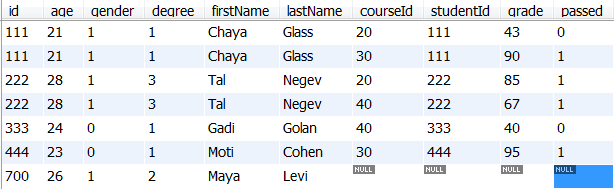 id age gender degree firstName lastName courseId studentId grade passed
111 21 1 1 Chaya Glass 20 111 43 0
111 21 1 1 Chaya Glass 30 111 90 1
222 28 1 3 Tal Negev 20 222 85 1
222 28 1 3 Tal Negev 40 222 67 1
333 24 0 1 Gadi Golan 40 333 40 0
444 23 0 1 Moti Cohen 30 444 95 1
700 26 1 2 Maya Levi NULL NULL NULL NULL